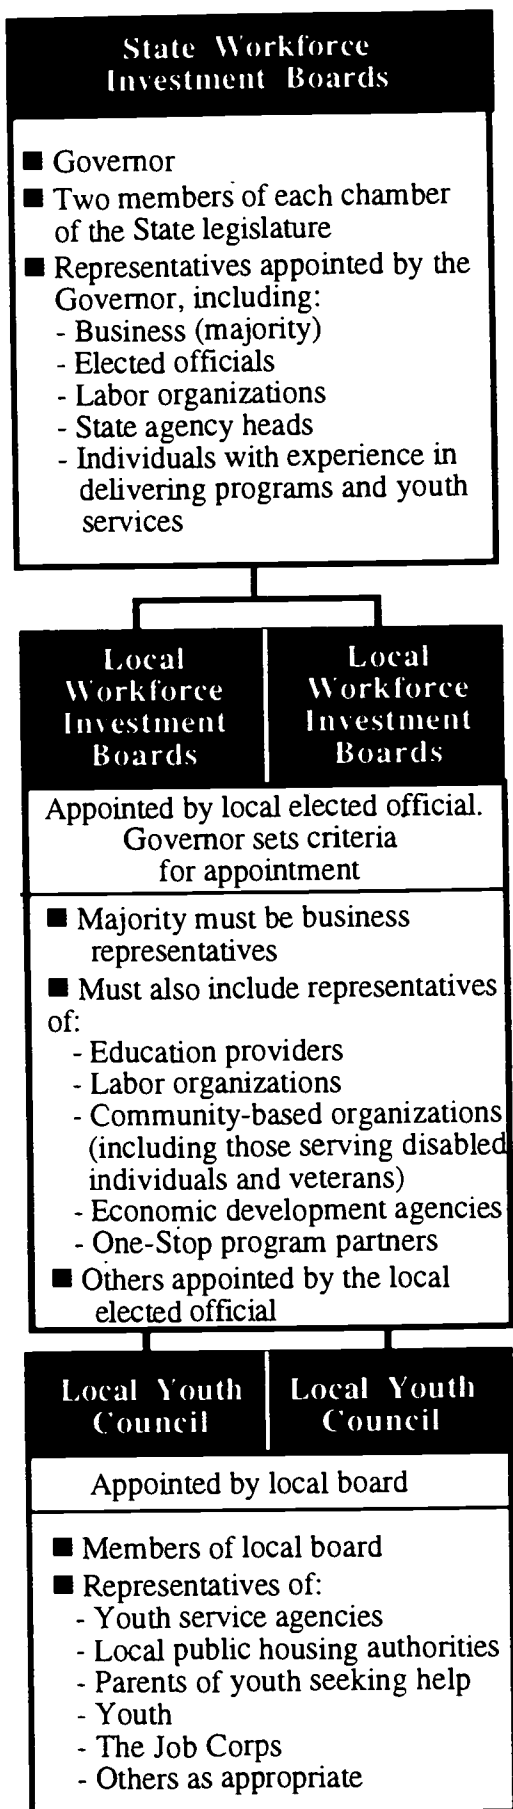 State Workforce
Investment Boards
■ Governor
■ Two members of each chamber
of the State legislature
■ Representatives appointed by the
Governor, including:
- Business (majority)
- Elected officials
- Labor organizations
- State agency heads
- Individuals with experience in
delivering programs and youth
services
Local
Workforce
Investment
Boards
Local
Workforce
Investment
Boards
Appointed by local elected official.
Governor sets criteria
for appointment
■ Majority must be business
representatives
■ Must also include representatives
of:
- Education providers
- Labor organizations
- Community-based organizations
(including those serving disabled
individuals and veterans)
- Economic development agencies
- One-Stop program partners
■ Others appointed by the local
elected official
Local Youth
Council
Local Youth
Council
Appointed by local board
■ Members of local board
■ Representatives of:
- Youth service agencies
- Local public housing authorities
- Parents of youth seeking help
- Youth
- The Job Corps
- Others as appropriate